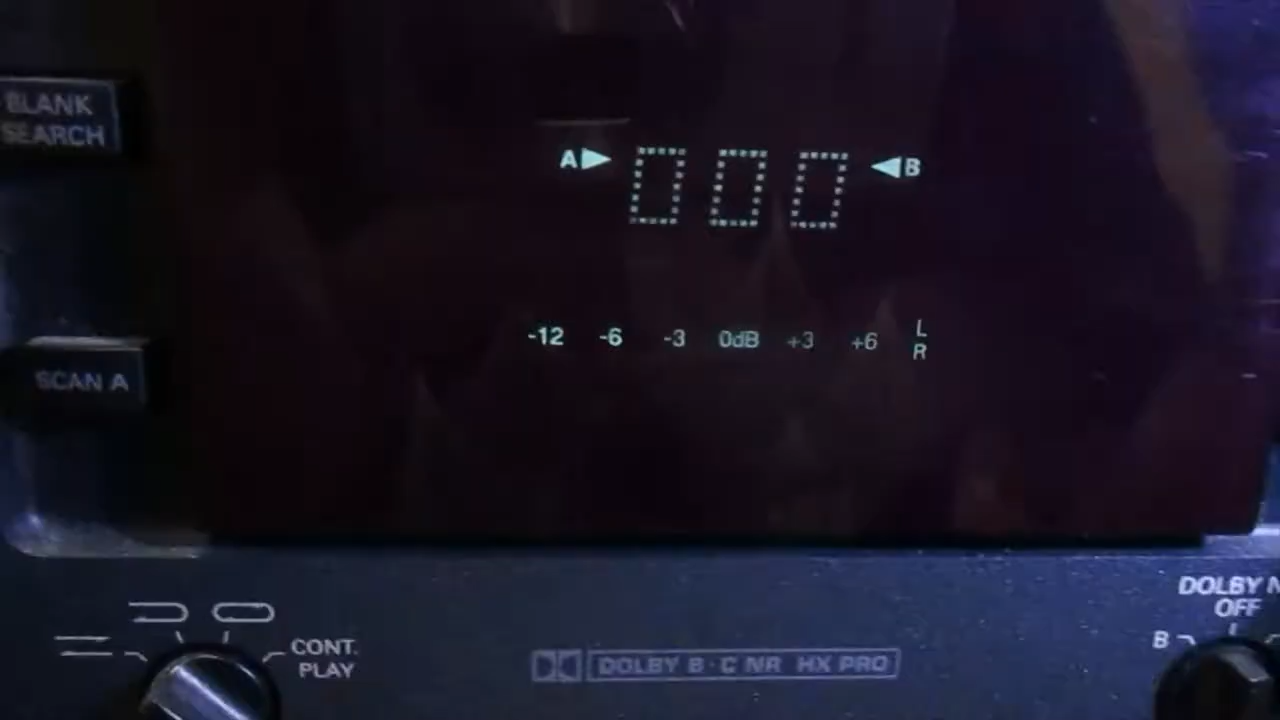 BLANK
SEARCH
A 000 B
-12 -6 -3 0dB +3 +6 L
R
SCAN A
DOLBY N
OFF
B
CONT.
PLAY
DOLBY B·C NR HX PRO